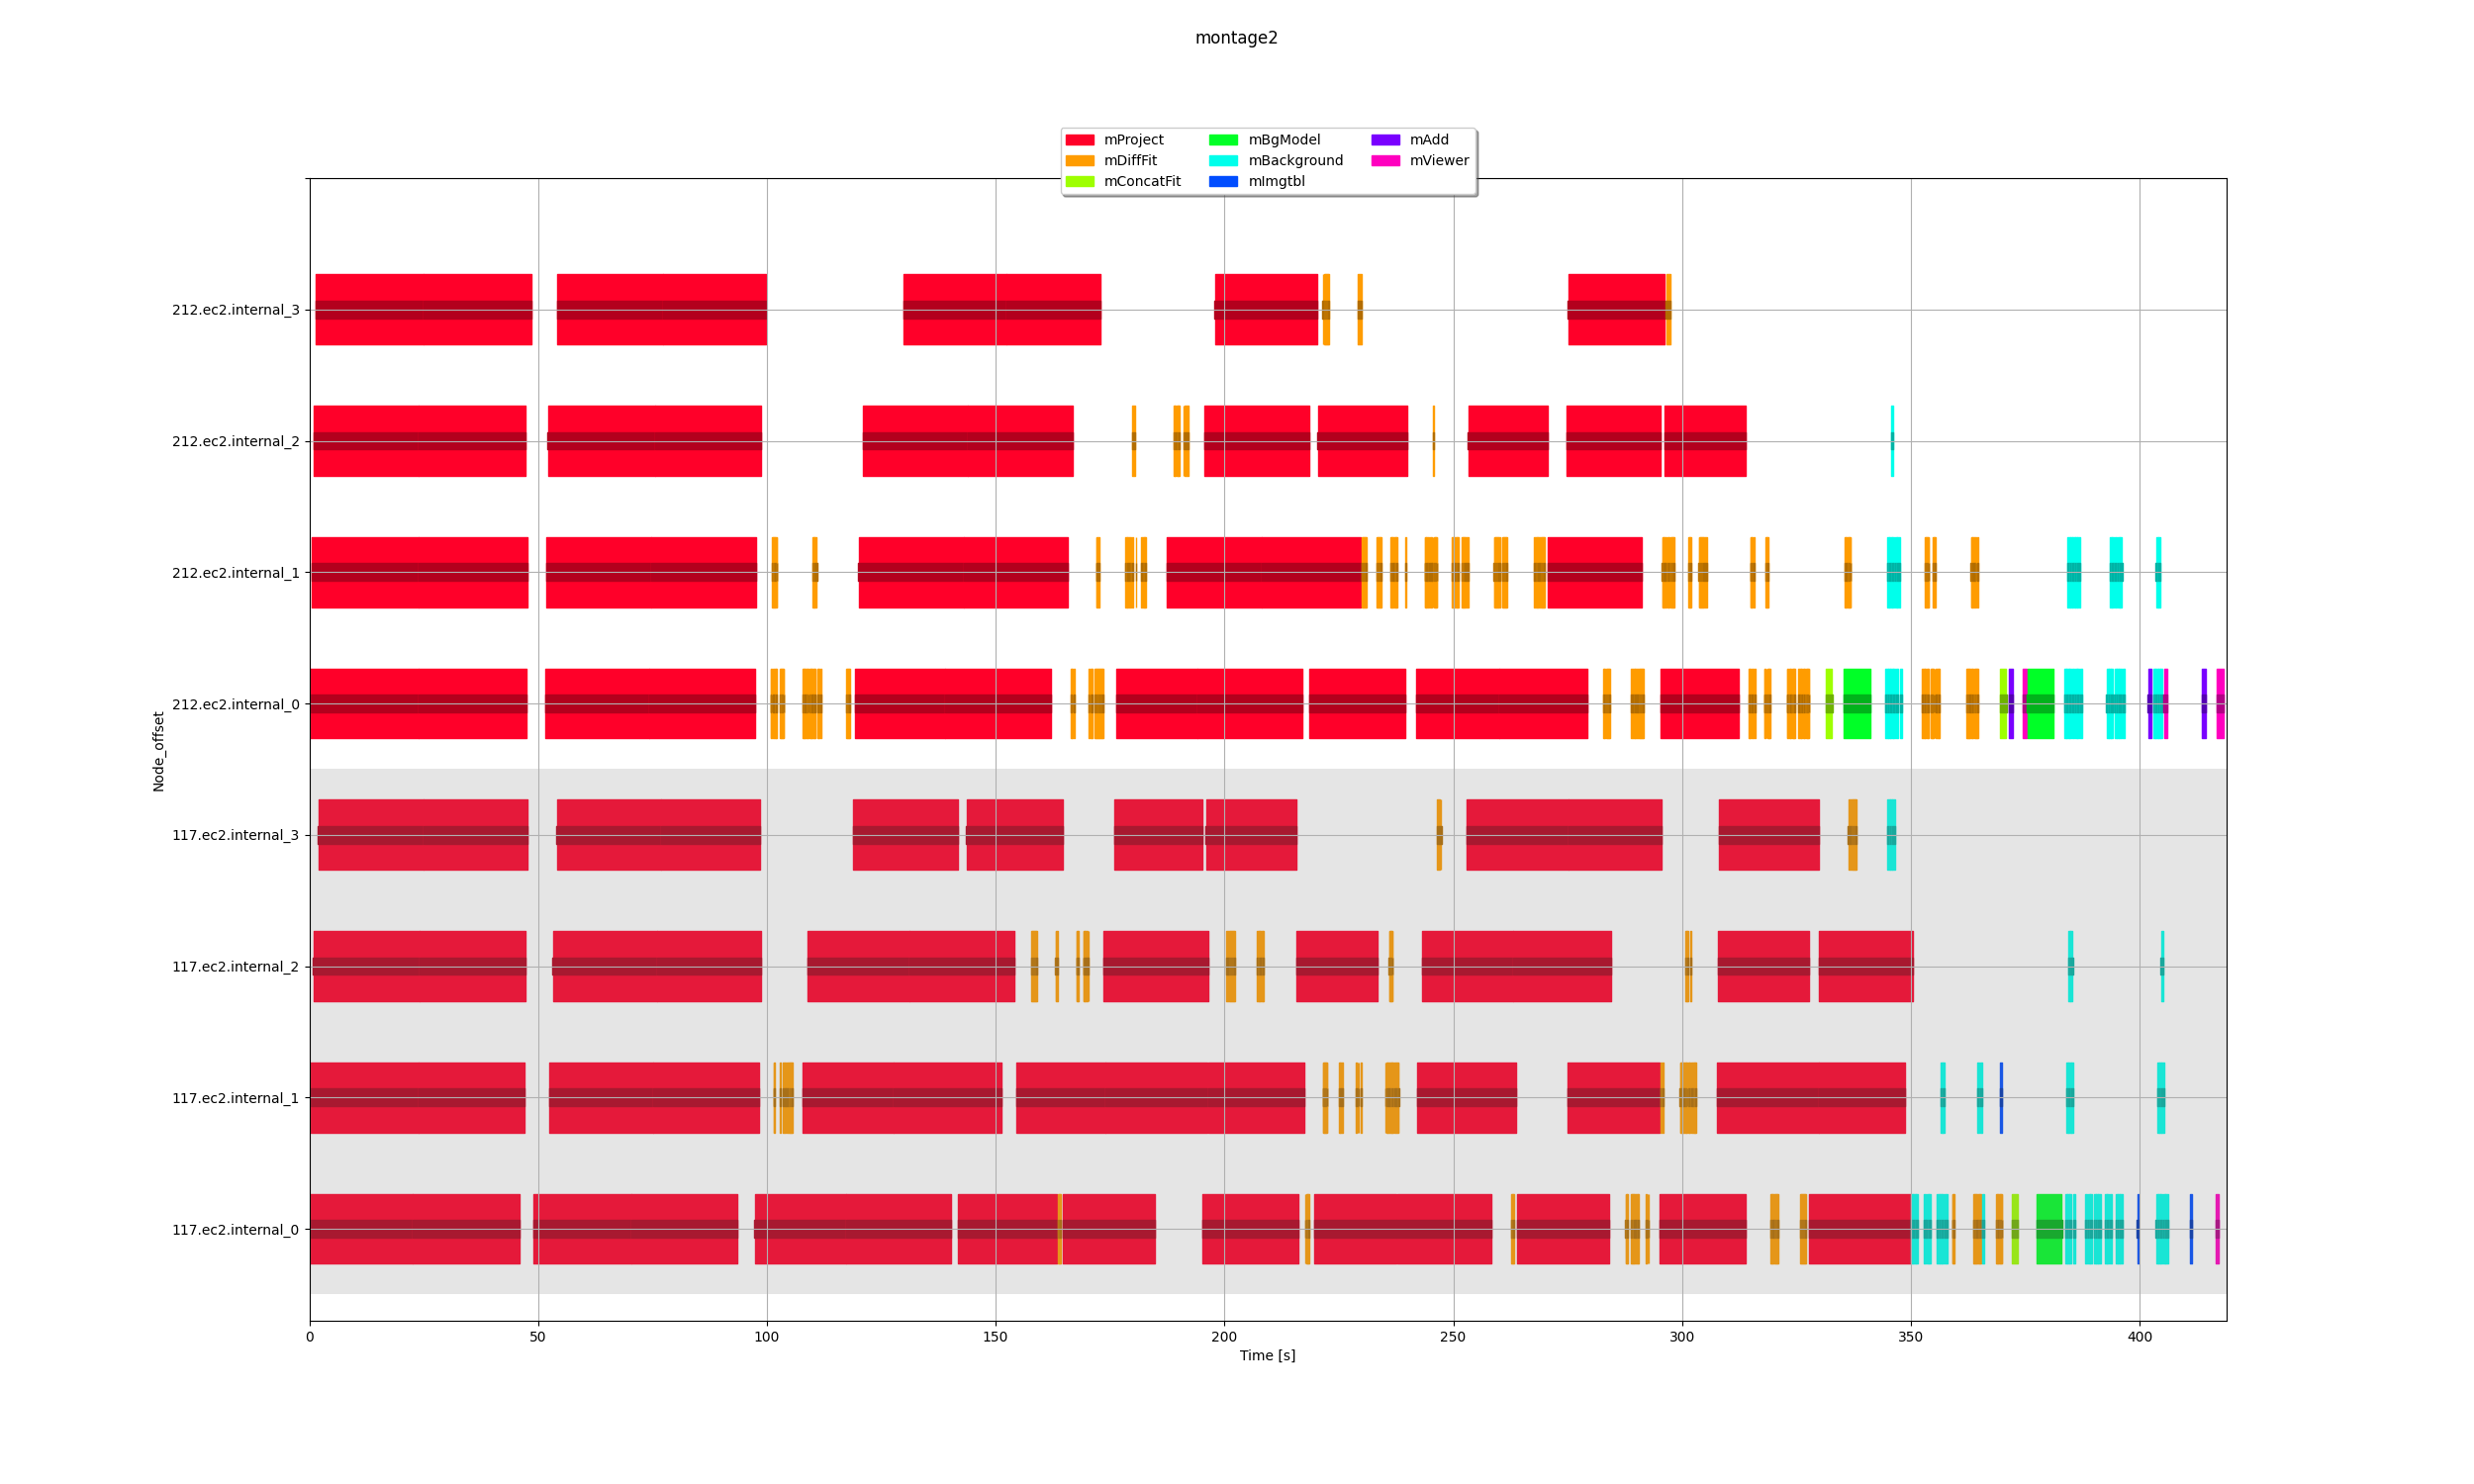 montage2
mProject mBgModel mAdd
mDiffFit mBackground mViewer
mConcatFit mImgtbl
212.ec2.internal_3
212.ec2.internal_2
212.ec2.internal_1
212.ec2.internal_0
117.ec2.internal_3
117.ec2.internal_2
117.ec2.internal_1
117.ec2.internal_0
Node_offset
0 50 100 150 200 250 300 350 400
Time [s]